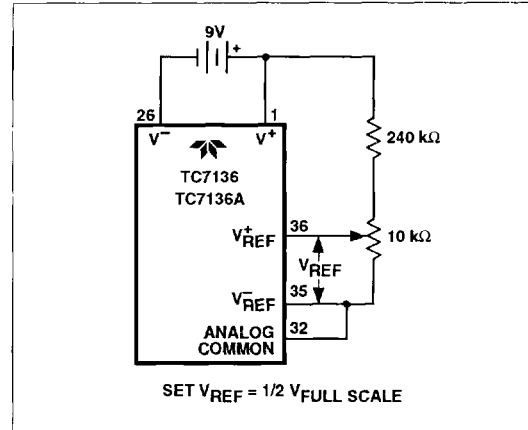 9V
+
26
1
V-
V+
TC7136
TC7136A
240 kΩ
V+REF
36
10 kΩ
VREF
V-REF
35
ANALOG
COMMON
32
SET VREF = 1/2 VFULL SCALE